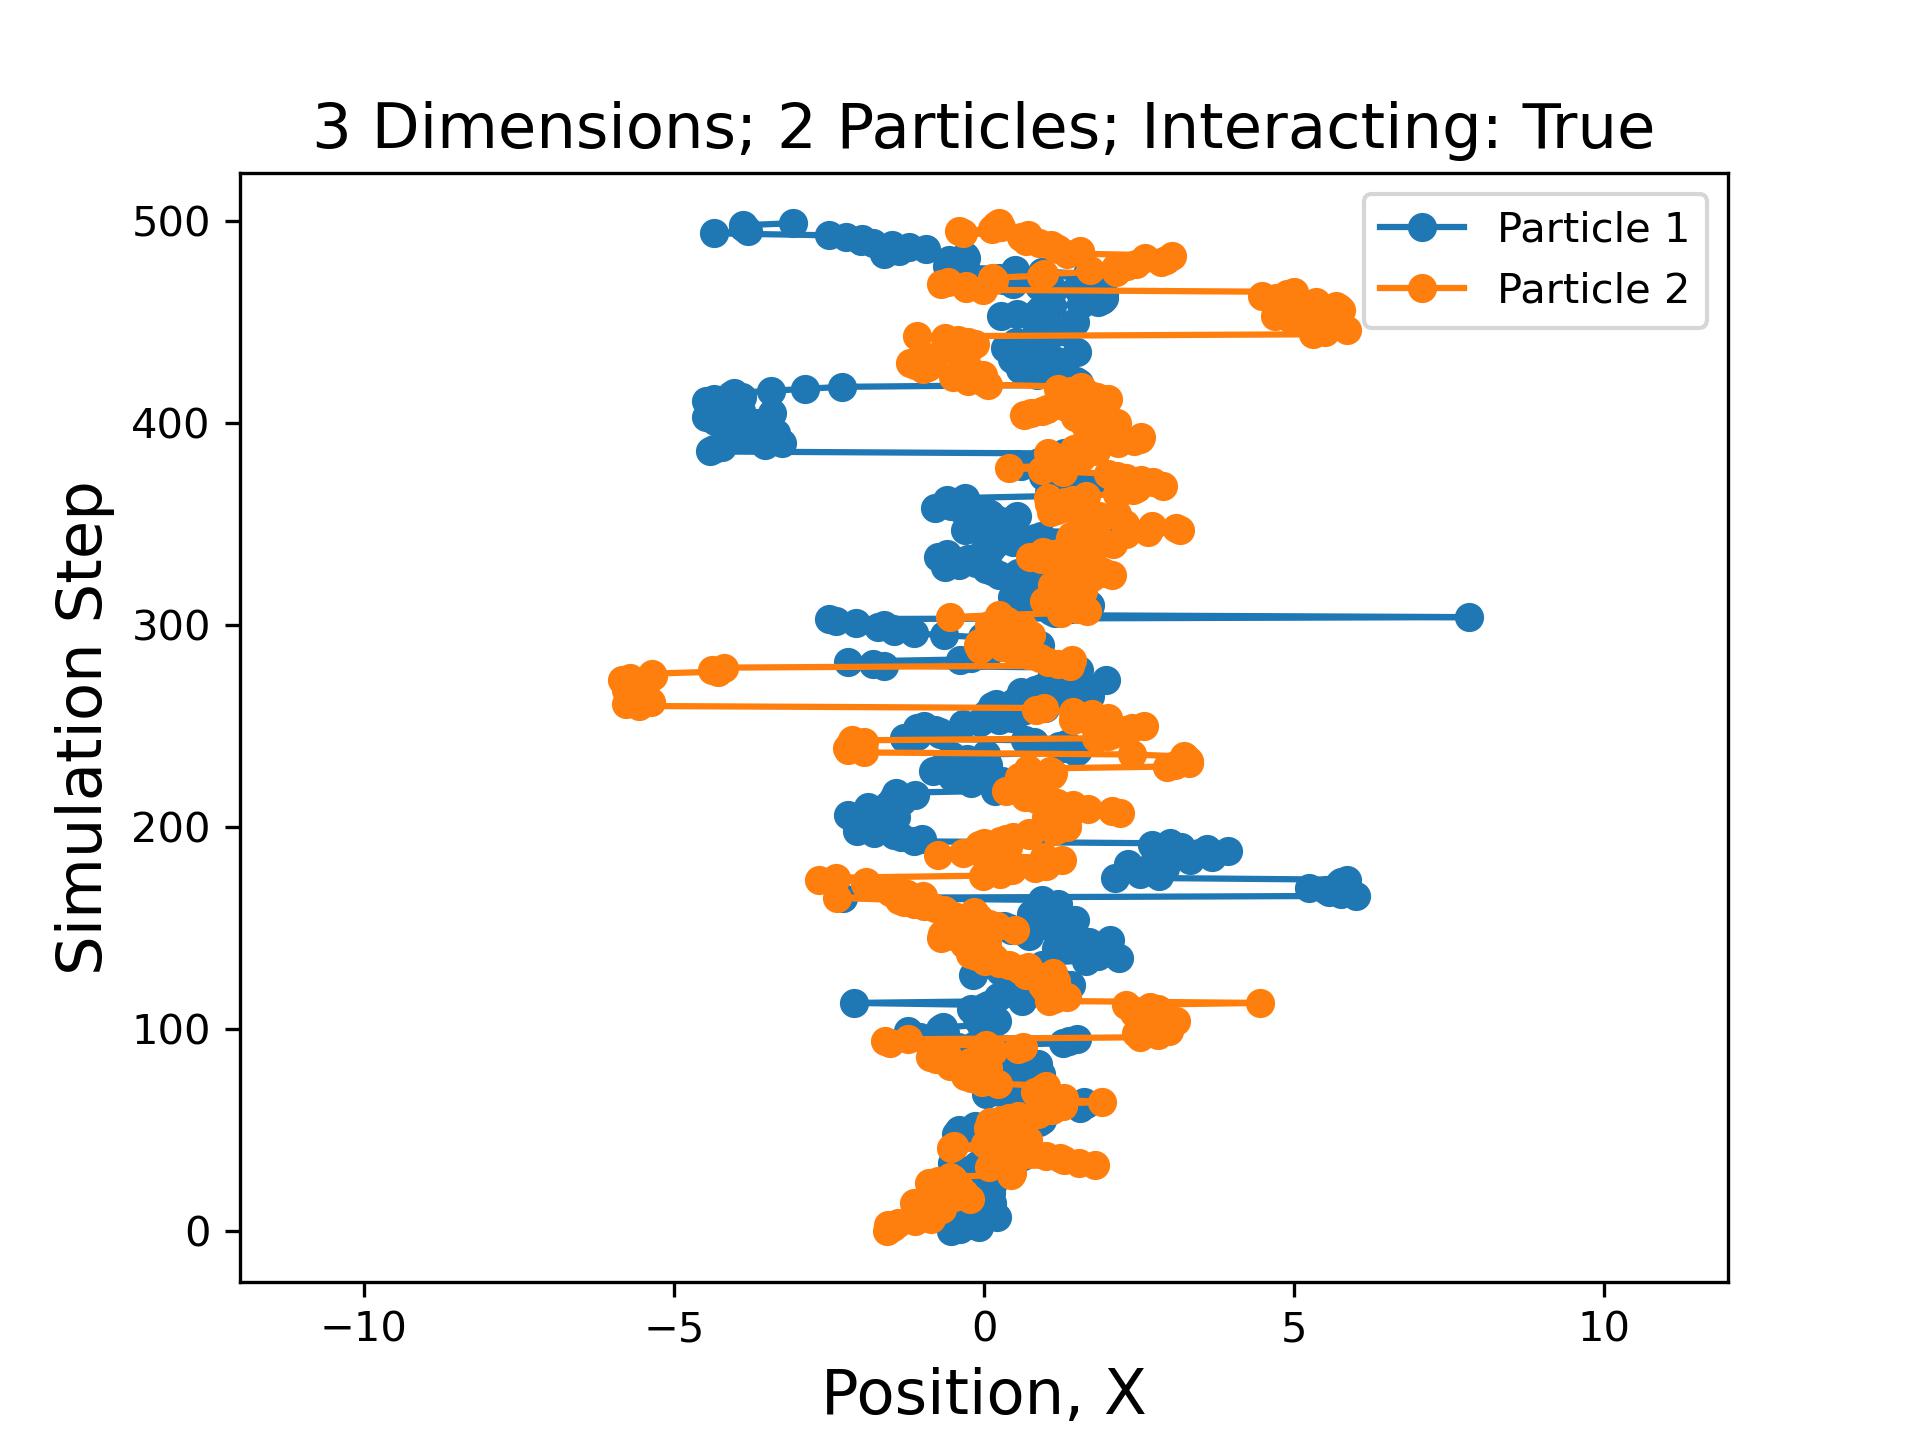 3 Dimensions; 2 Particles; Interacting: True
Particle 1
Particle 2
Simulation Step
500
400
300
200
100
0
−10
−5
0
5
10
Position, X